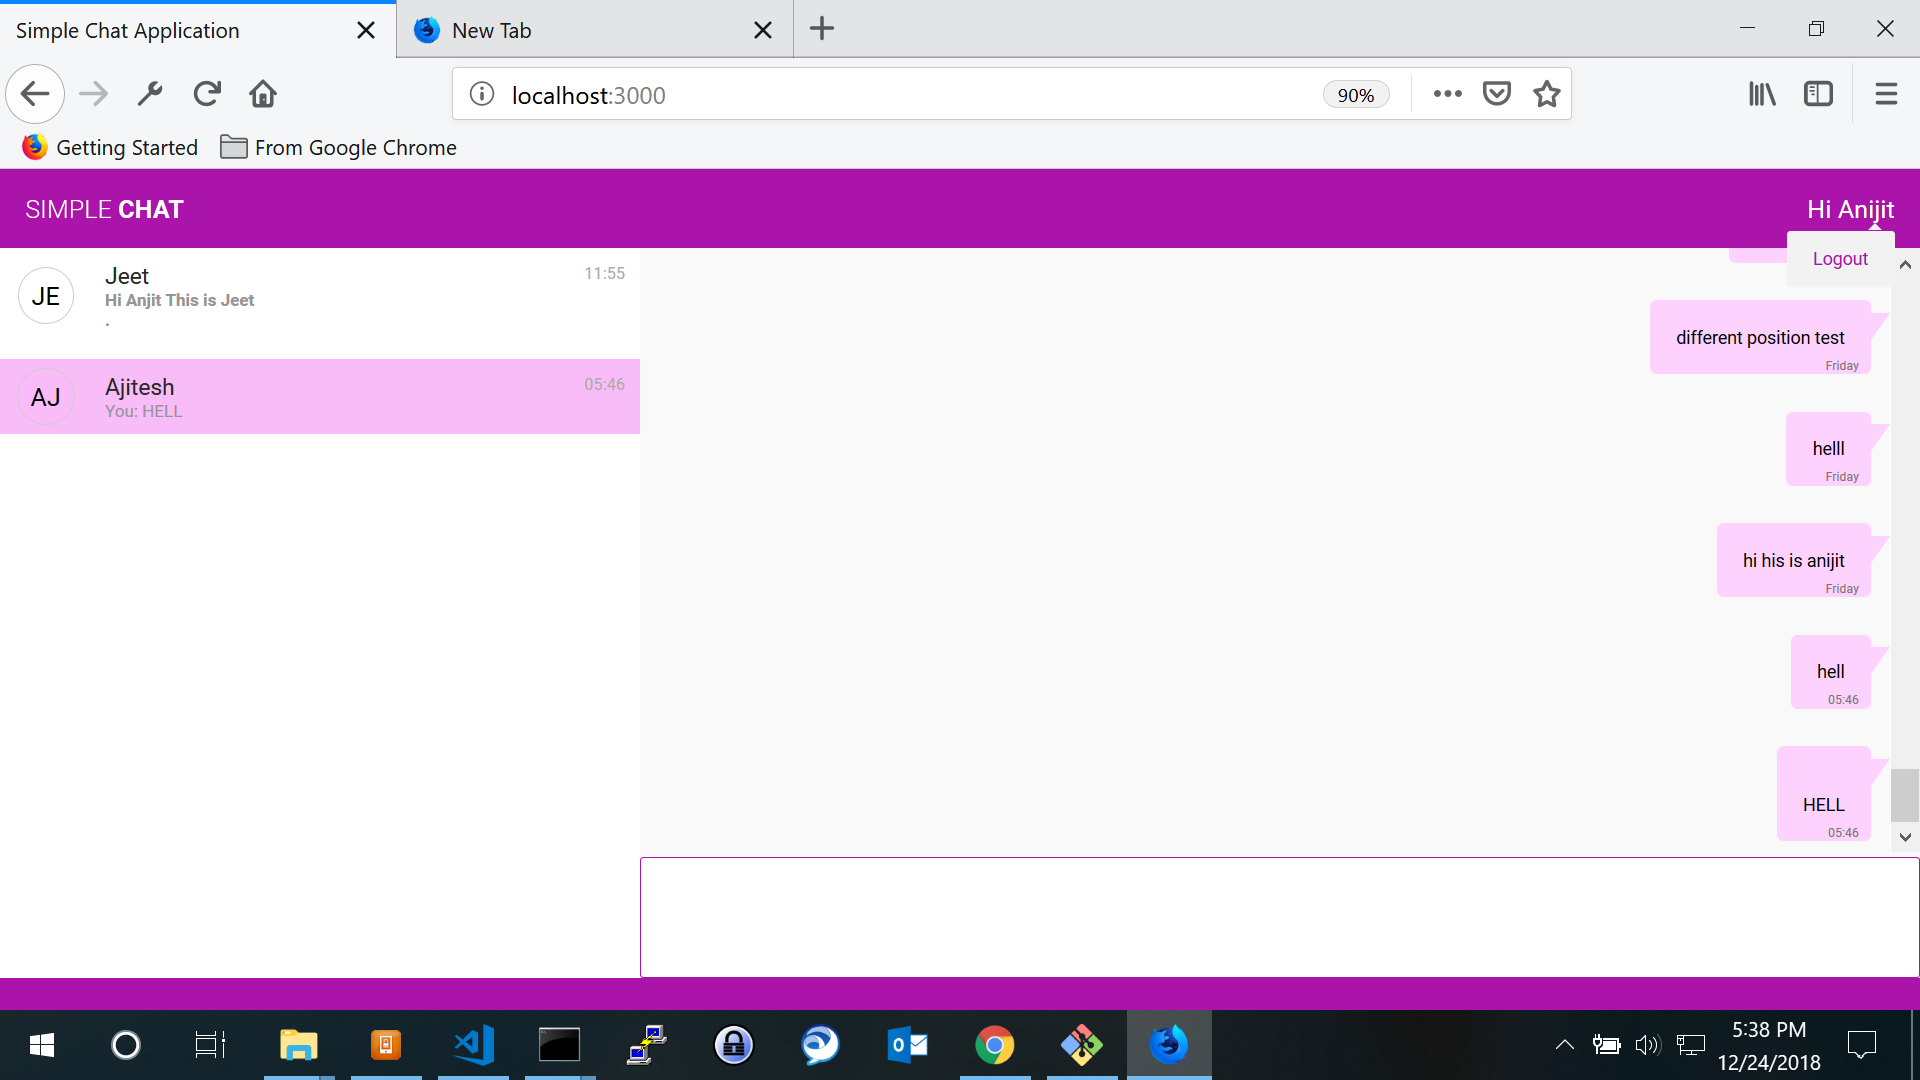 Simple Chat Application
New Tab
localhost:3000
90%
Getting Started
From Google Chrome
SIMPLE CHAT
Hi Anijit
Logout
JE
Jeet
11:55
Hi Anjit This is Jeet
.
AJ
Ajitesh
05:46
You: HELL
different position test
Friday
helll
Friday
hi his is anijit
Friday
hell
05:46
HELL
05:46
5:38 PM
12/24/2018